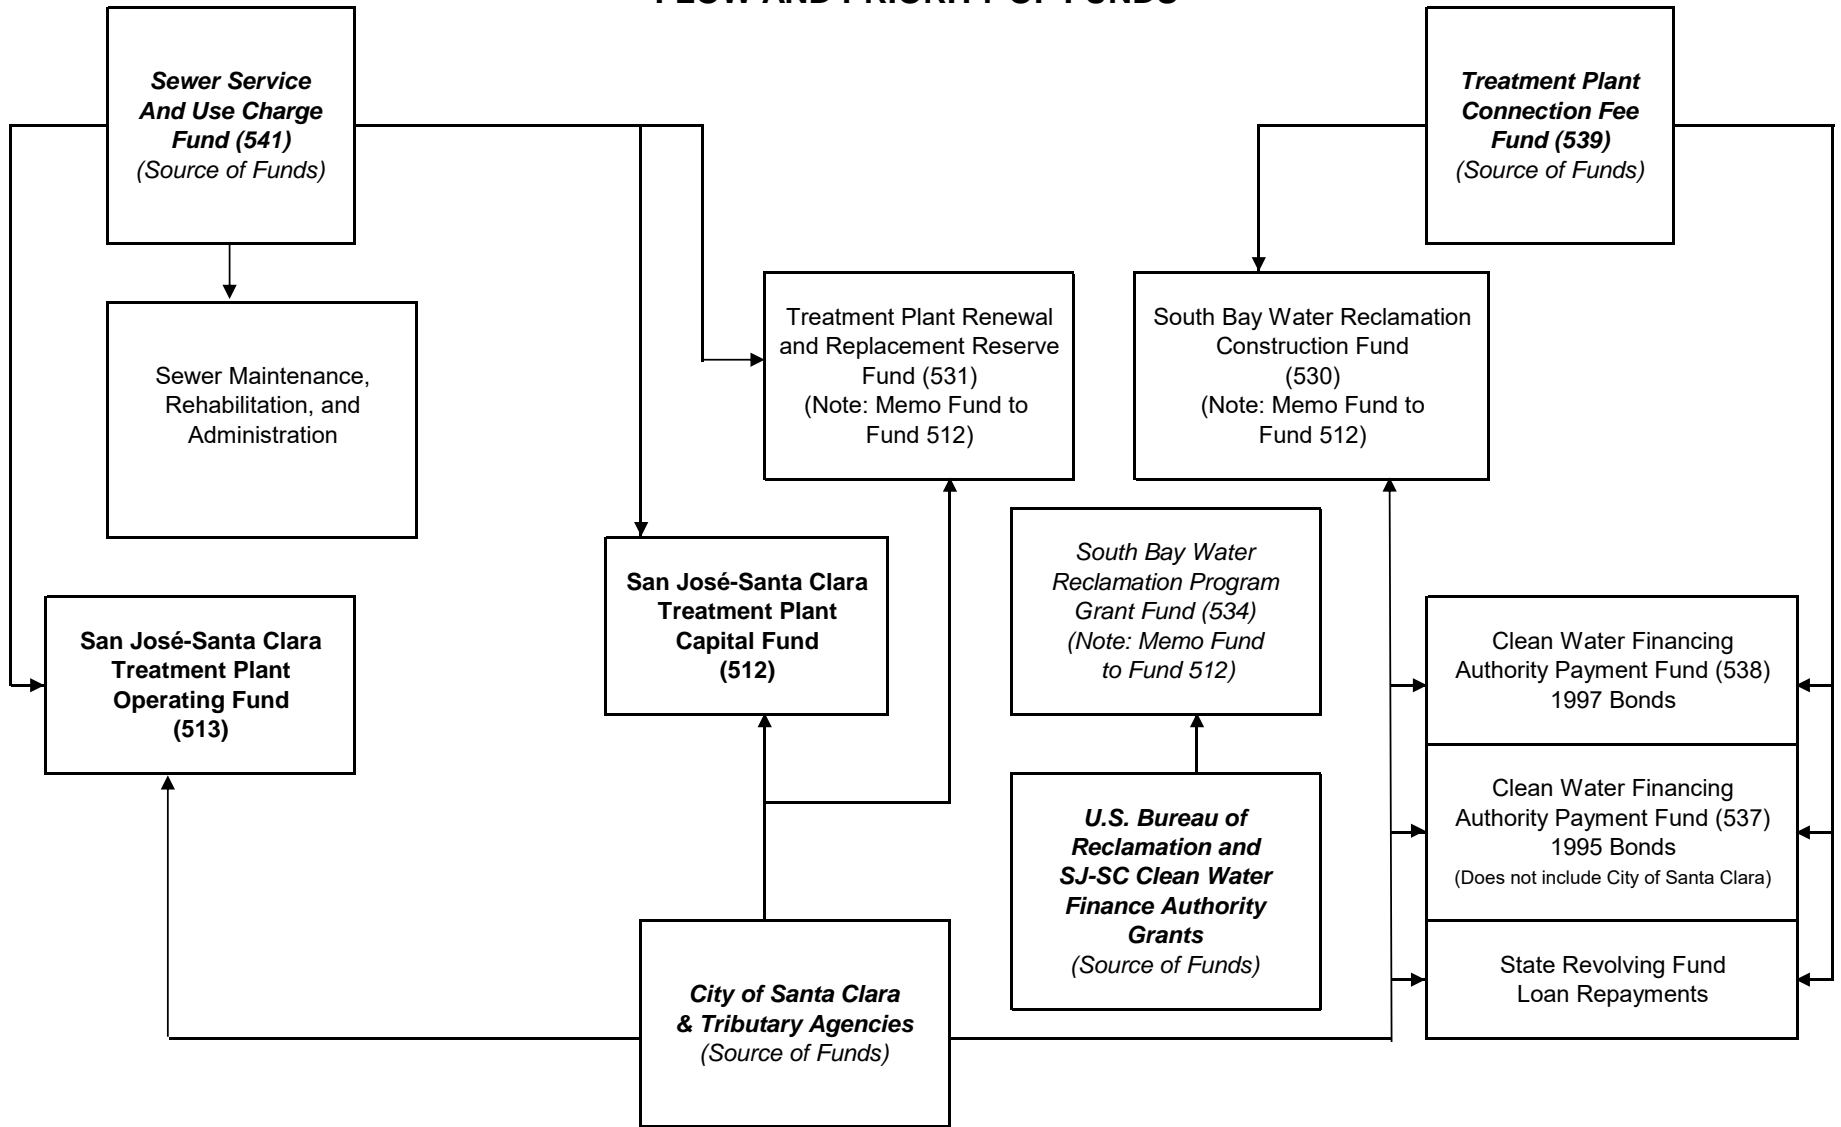 FLOW AND PRIORITY OF FUNDS
Sewer Service
And Use Charge
Fund (541)
(Source of Funds)
Treatment Plant
Connection Fee
Fund (539)
(Source of Funds)
Sewer Maintenance,
Rehabilitation, and
Administration
Treatment Plant Renewal
and Replacement Reserve
Fund (531)
(Note: Memo Fund to
Fund 512)
South Bay Water Reclamation
Construction Fund
(530)
(Note: Memo Fund to
Fund 512)
San José-Santa Clara
Treatment Plant
Operating Fund
(513)
San José-Santa Clara
Treatment Plant
Capital Fund
(512)
South Bay Water
Reclamation Program
Grant Fund (534)
(Note: Memo Fund
to Fund 512)
Clean Water Financing
Authority Payment Fund (538)
1997 Bonds
Clean Water Financing
Authority Payment Fund (537)
1995 Bonds
(Does not include City of Santa Clara)
State Revolving Fund
Loan Repayments
U.S. Bureau of
Reclamation and
SJ-SC Clean Water
Finance Authority
Grants
(Source of Funds)
City of Santa Clara
& Tributary Agencies
(Source of Funds)